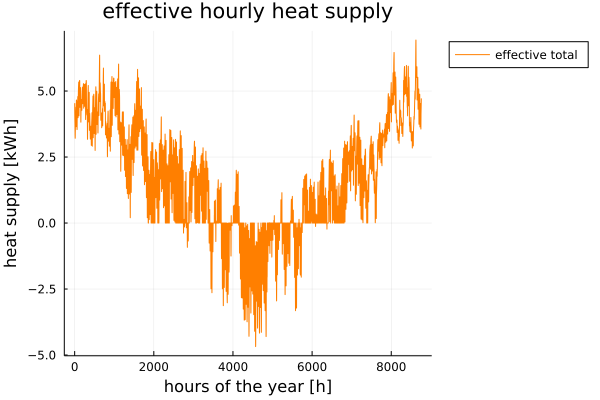 effective hourly heat supply
effective total
heat supply [kWh]
5.0
2.5
0.0
−2.5
−5.0
0
2000
4000
6000
8000
hours of the year [h]